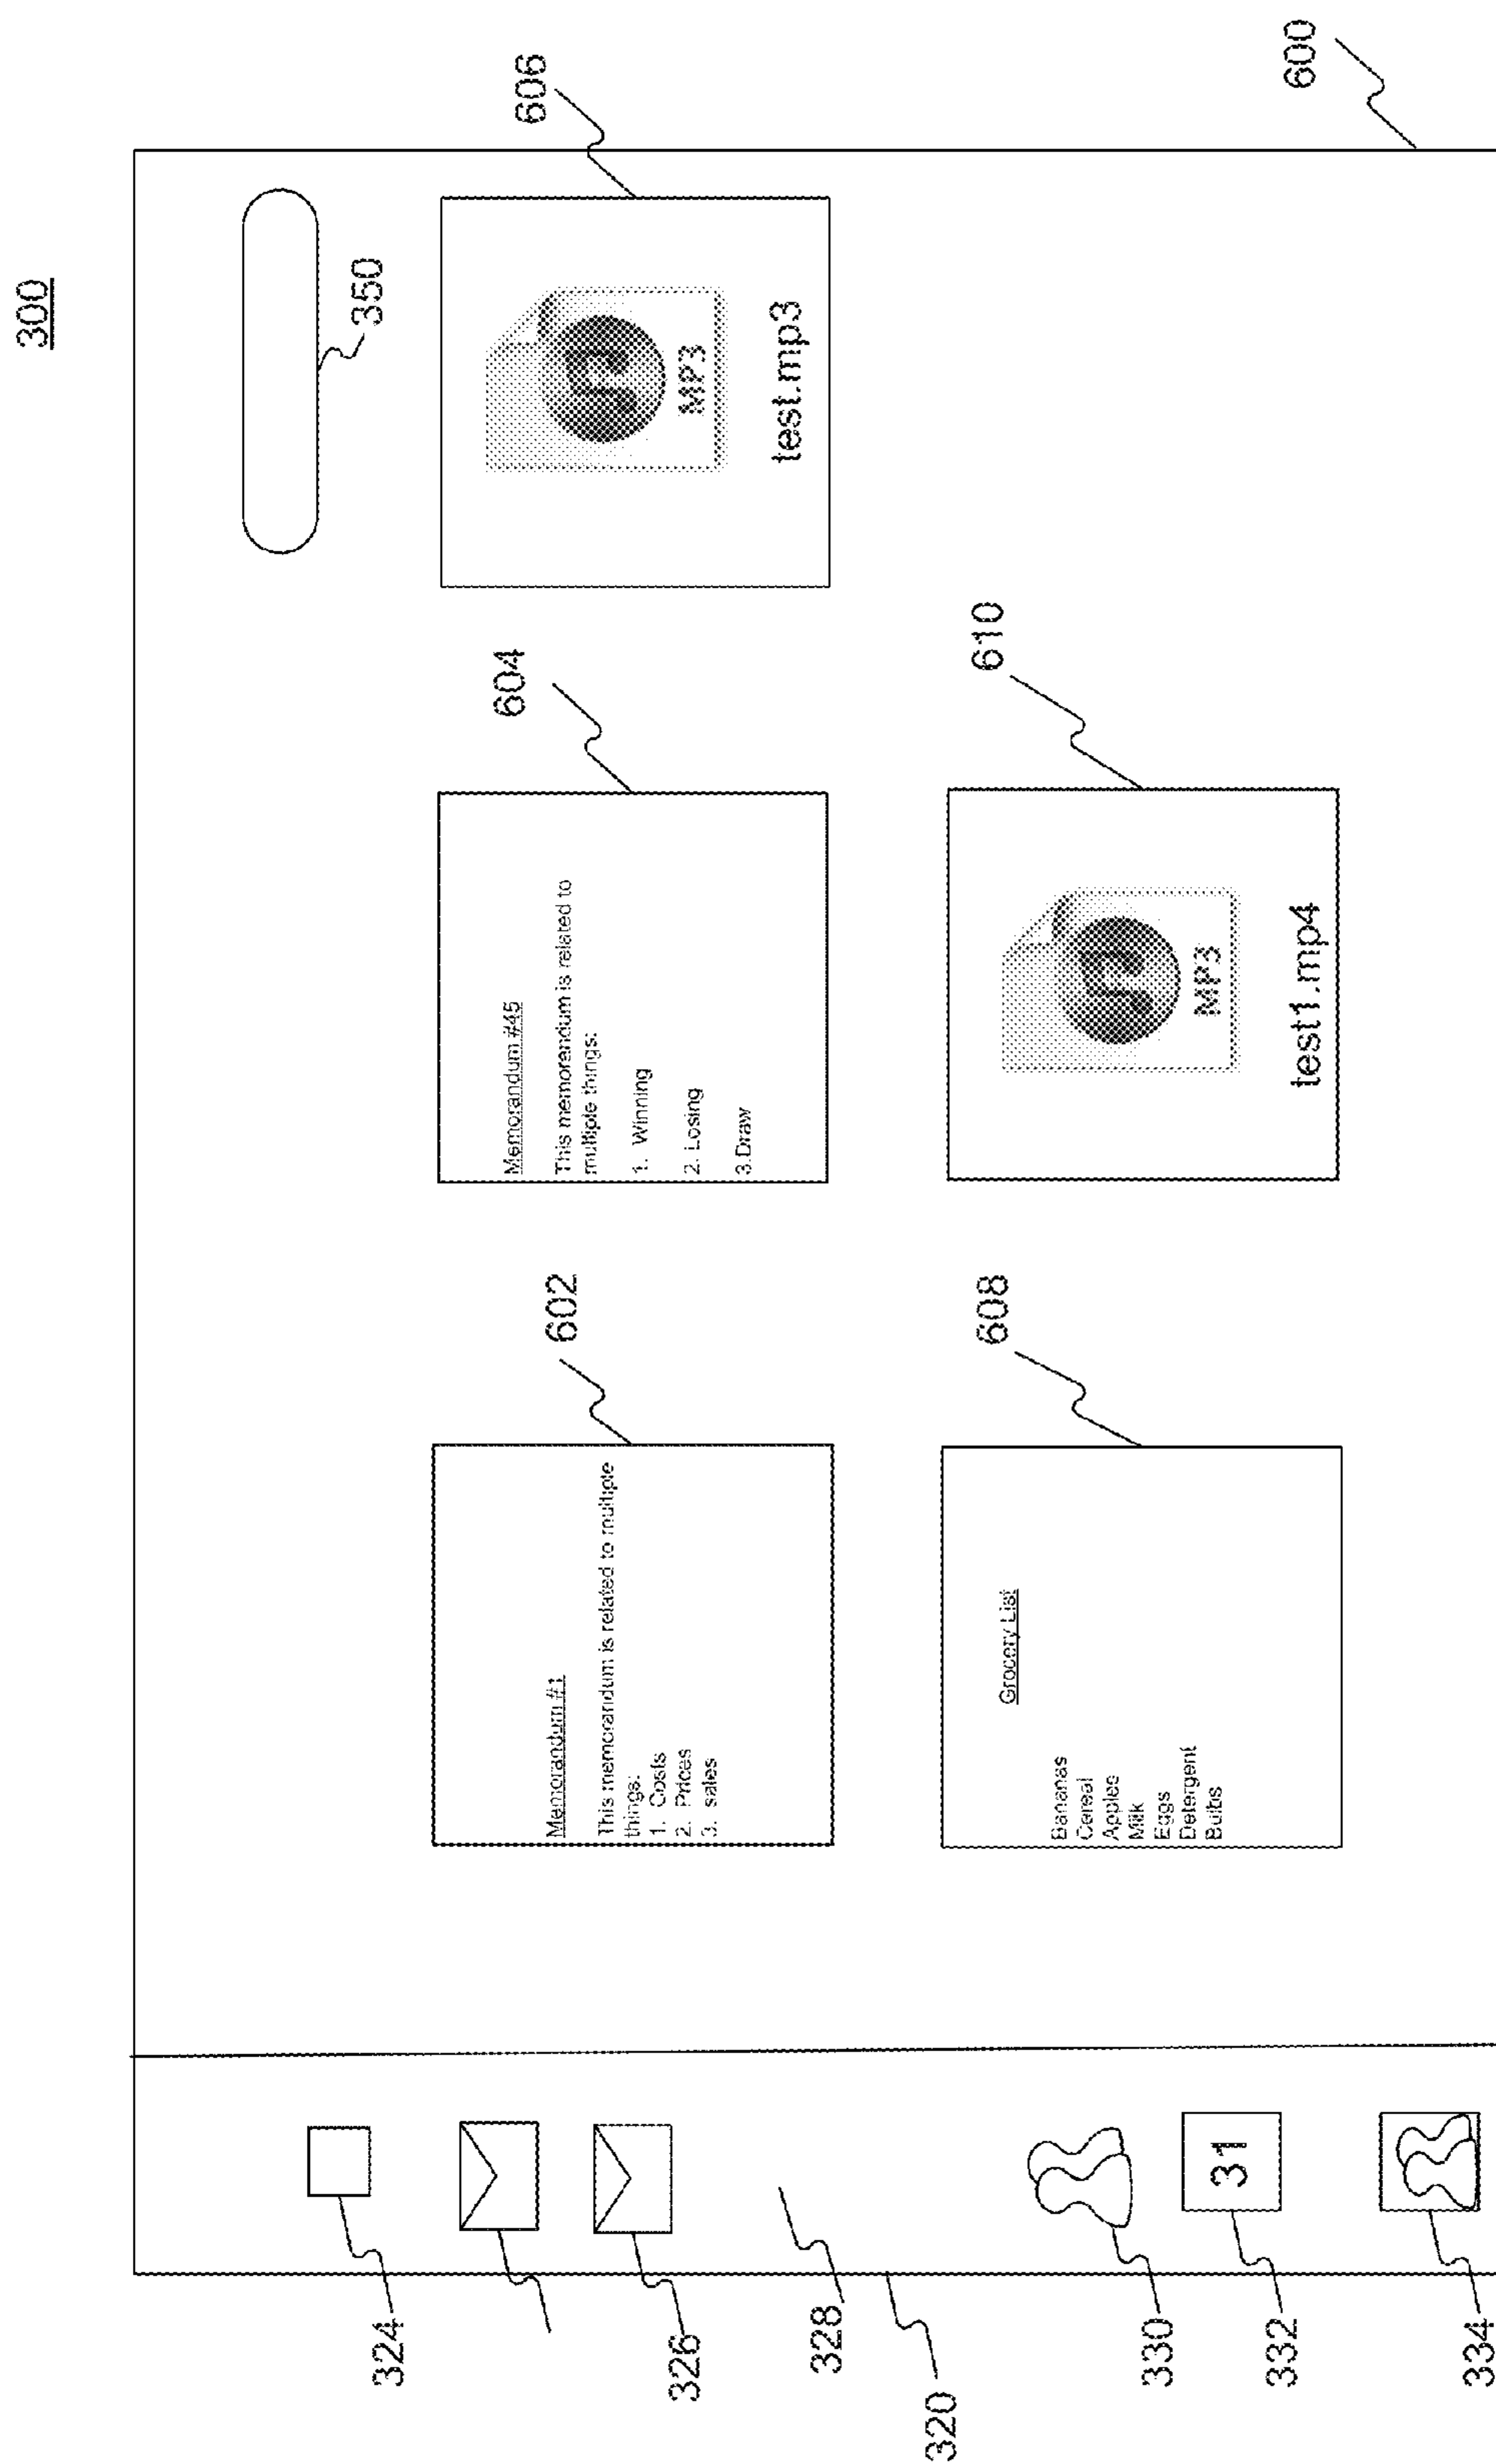 300
350
606
604
602
Memorandum #1
This memorandum is related to multiple
things:
1. Costs
2. Prices
3. sales
Memorandum #45
This memorendum is related to
multiple things:
1. Winning
2. Losing
3.Draw
MP3
test.mp3
608
610
Grocery List
Bananas
Cereal
Apples
Milk
Eggs
Detergent
Bulbs
MP3
test1.mp4
600
324
326
328
320
330
31
332
334